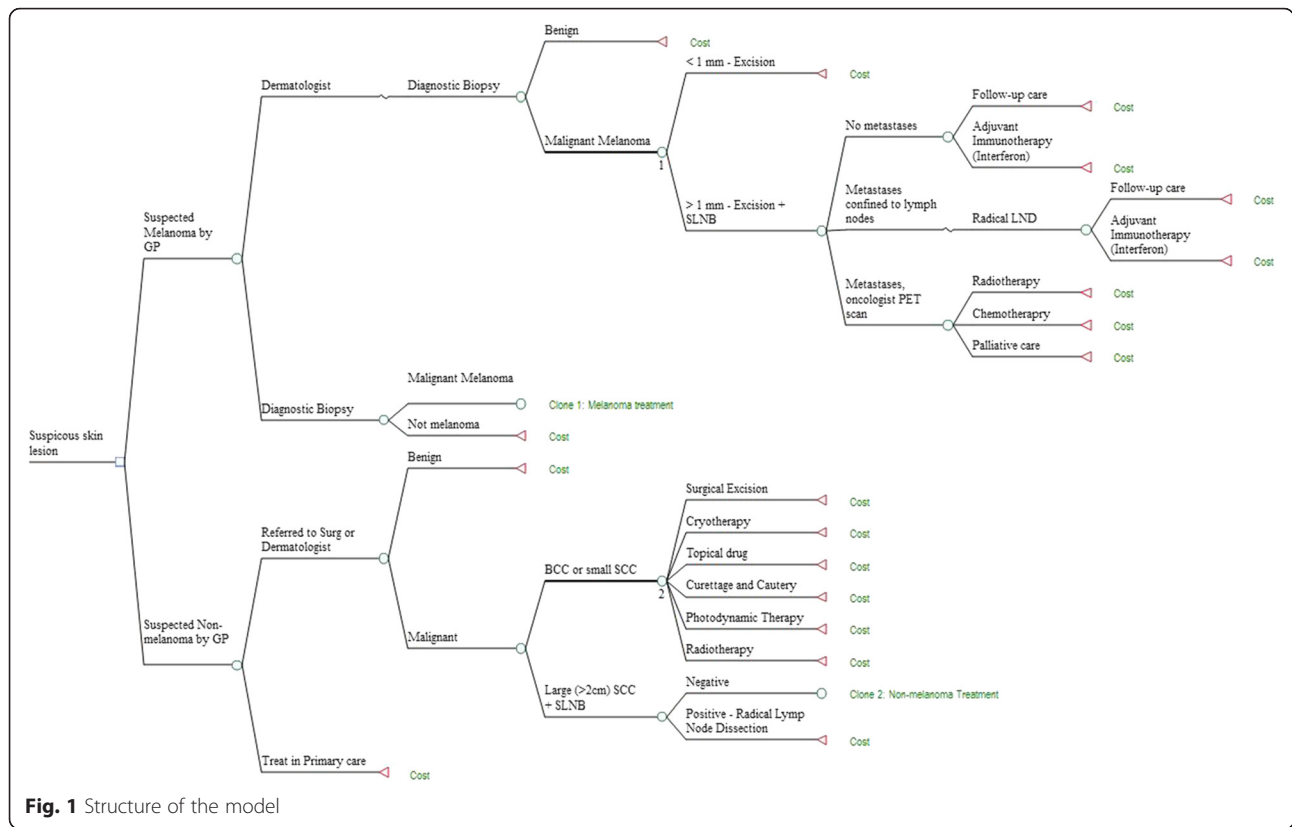 Benign
Cost
< 1 mm - Excision
Cost
Dermatologist
Diagnostic Biopsy
Follow-up care
Cost
Malignant Melanoma
1
No metastases
Adjuvant
Immunotherapy
(Interferon)
Cost
Suspected
Melanoma by
GP
> 1 mm - Excision +
SLNB
Metastases
confined to lymph
nodes
Radical LND
Follow-up care
Cost
Adjuvant
Immunotherapy
(Interferon)
Cost
Metastases,
oncologist PET
scan
Radiotherapy
Cost
Chemotheraprry
Cost
Palliative care
Cost
Diagnostic Biopsy
Malignant Melanoma
Clone 1: Melanoma treatment
Not melanoma
Cost
Suspicous skin
lesion
Benign
Cost
Referred to Surg or
Dermatologist
Surgical Excision
Cost
Cryotherapy
Cost
BCC or small SCC
2
Topical drug
Cost
Curettage and Cautery
Cost
Photodynamic Therapy
Cost
Radiotherapy
Cost
Suspected Non-
melanoma by GP
Malignant
Large (>2cm) SCC
+ SLNB
Negative
Clone 2: Non-melanoma Treatment
Positive - Radical Lymp
Node Dissection
Cost
Treat in Primary care
Cost
Fig. 1 Structure of the model